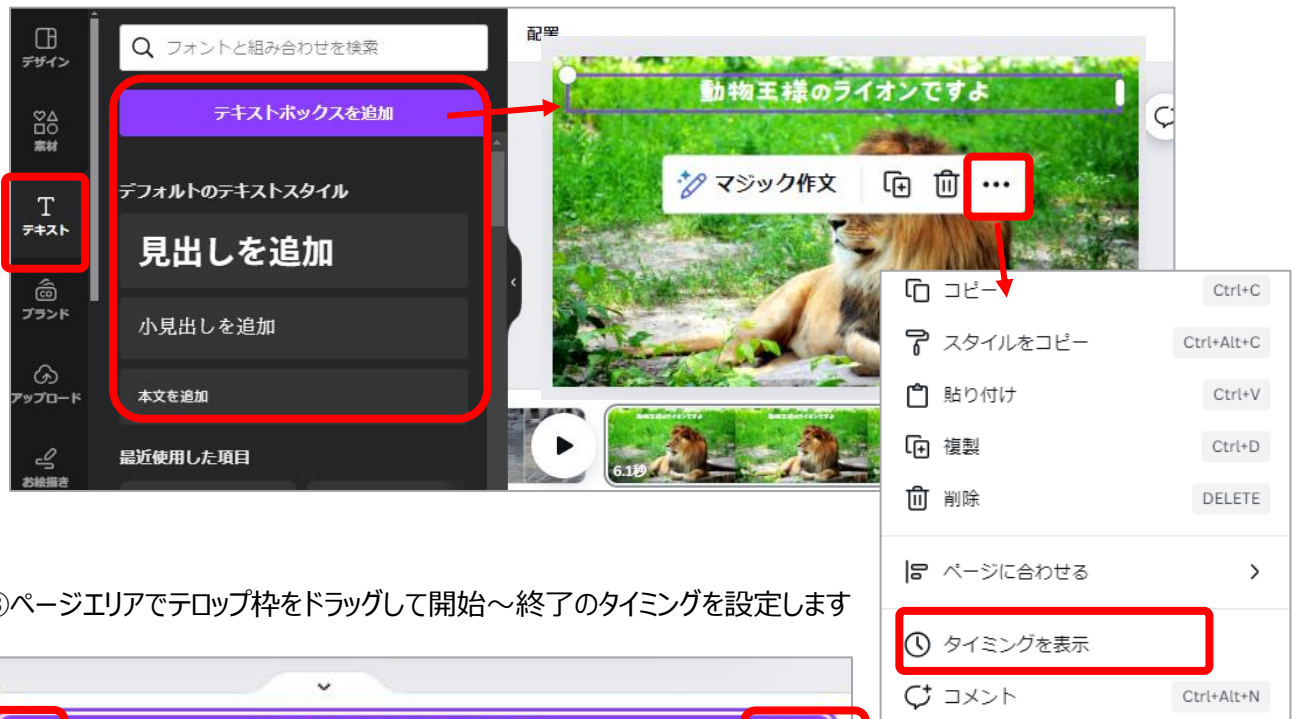 デザイン
素材
テキスト
ブランド
アップロード
お絵描き
フォントと組み合わせを検索
テキストボックスを追加
デフォルトのテキストスタイル
見出しを追加
小見出しを追加
本文を追加
最近使用した項目
配置
動物王様のライオンですよ
マジック作文
6.1秒
コピー Ctrl+C
スタイルをコピー Ctrl+Alt+C
貼り付け Ctrl+V
複製 Ctrl+D
削除 DELETE
ページに合わせる
タイミングを表示
コメント Ctrl+Alt+N
ページエリアでテロップ枠をドラッグして開始～終了のタイミングを設定します